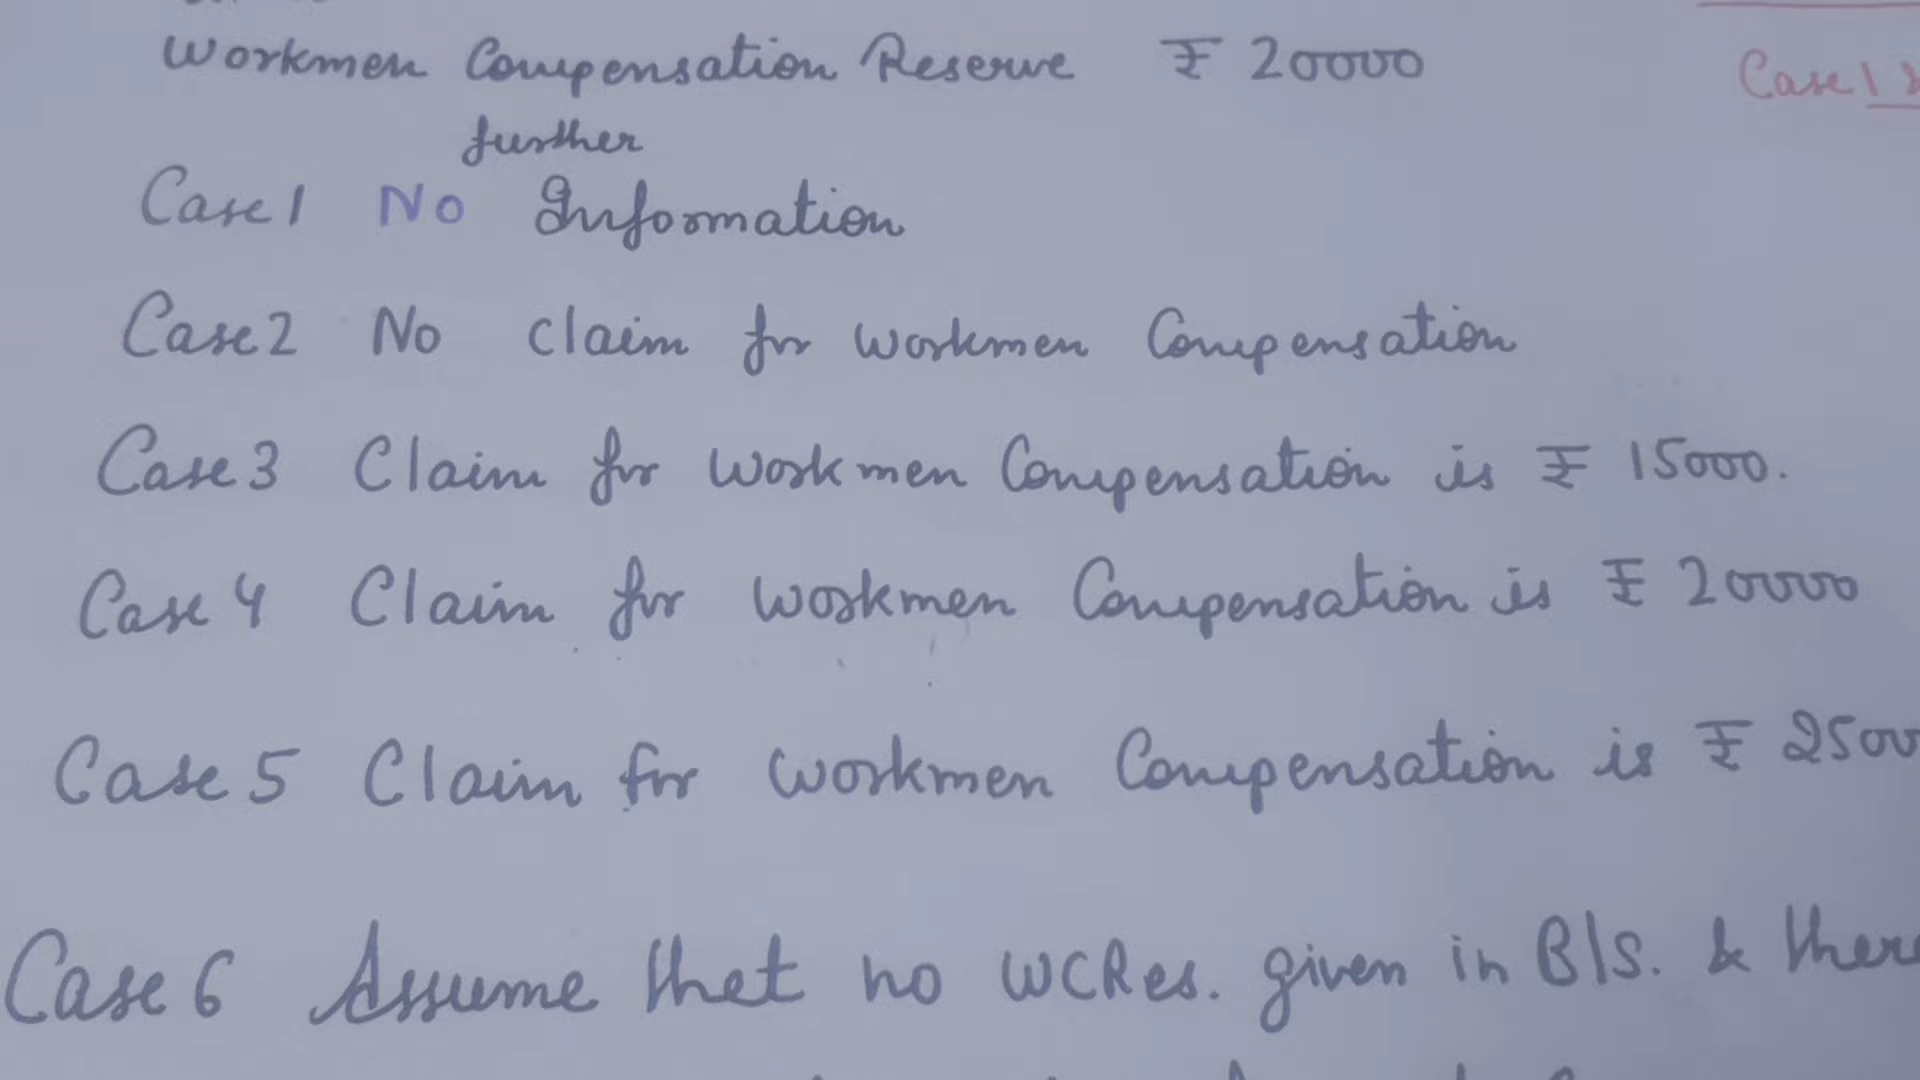 Workmen Compensation Reserve ₹ 20000
Case 1
further
Case 1 No Information
Case 2 No claim for workmen Compensation
Case 3 Claim for workmen Compensation is ₹ 15000.
Case 4 Claim for workmen Compensation is ₹ 20000
Case 5 Claim for workmen Compensation is ₹ 2500
Case 6 Assume that no WCRes. given in B/S. & there